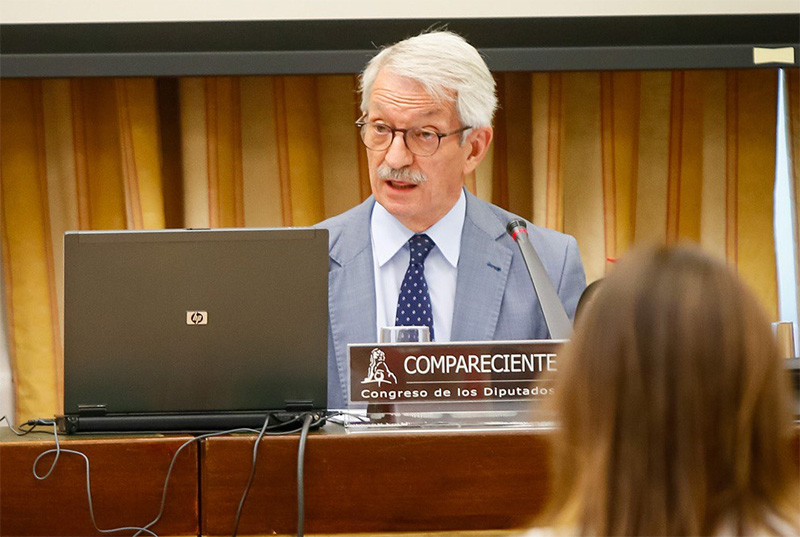 hp
COMPARECIENTE
Congreso de los Diputados